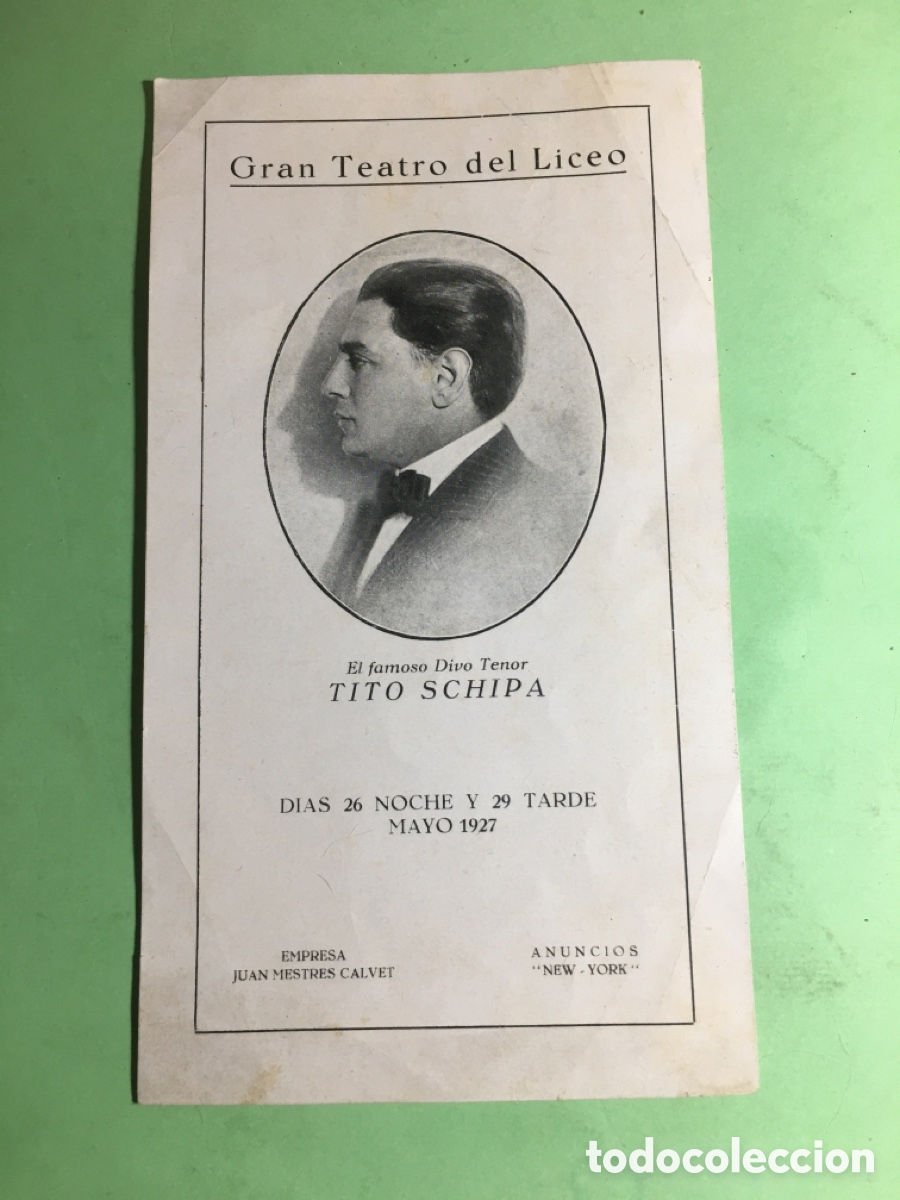 Gran Teatro del Liceo
El famoso Divo Tenor
TITO SCHIPA
DIAS 26 NOCHE Y 29 TARDE
MAYO 1927
EMPRESA
JUAN MESTRES CALVET
ANUNCIOS
"NEW-YORK"
todocoleccion